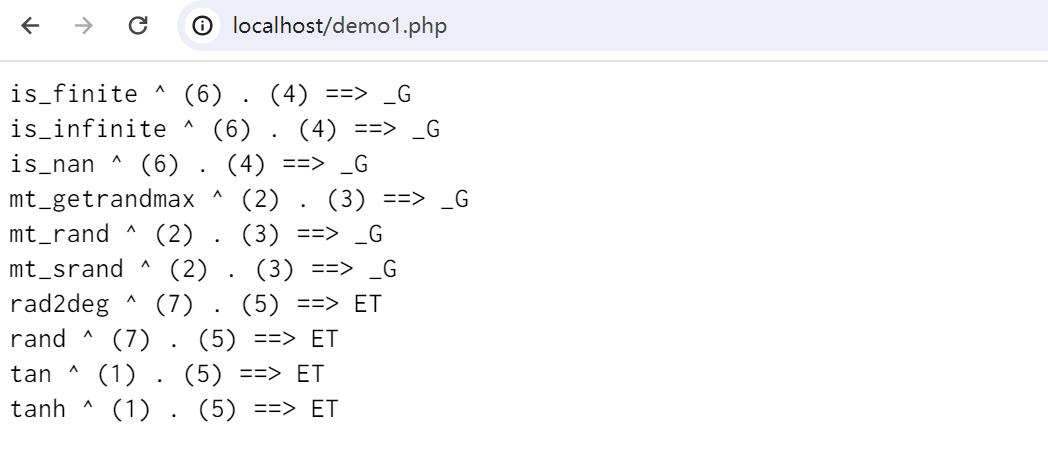 localhost/demo1.php
is_finite ^ (6) . (4) ==> _G
is_infinite ^ (6) . (4) ==> _G
is_nan ^ (6) . (4) ==> _G
mt_getrandmax ^ (2) . (3) ==> _G
mt_rand ^ (2) . (3) ==> _G
mt_srand ^ (2) . (3) ==> _G
rad2deg ^ (7) . (5) ==> ET
rand ^ (7) . (5) ==> ET
tan ^ (1) . (5) ==> ET
tanh ^ (1) . (5) ==> ET